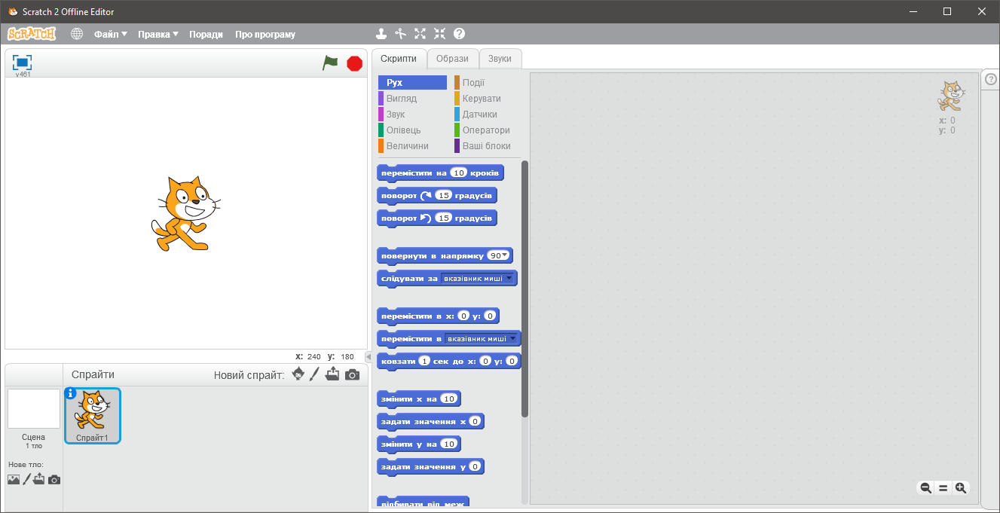 Scratch 2 Offline Editor
SCRATCH Файл Правка Поради Про програму
v461
Скрипти Образи Звуки
Рух Події
Вигляд Керувати
Звук Датчики
Олівець Оператори
Величини Ваші блоки
x: 0
y: 0
перемістити на 10 кроків
поворот 15 градусів
поворот 15 градусів
повернути в напрямку 90
слідувати за вказівник миші
перемістити в x: 0 y: 0
перемістити в вказівник миші
ковзати 1 сек до x: 0 y: 0
змінити x на 10
задати значення x 0
змінити y на 10
задати значення y 0
відбивати від меж
x: 240 y: 180
Спрайти Новий спрайт:
Спрайт1
Сцена
1 тло
Нове тло: